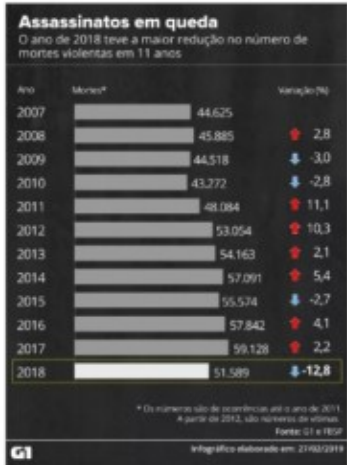 Assassinatos em queda
O ano de 2018 teve a maior redução no número de
mortes violentas em 11 anos
Ano Mortes* Variação (%)
2007 44.625
2008 45.885 2,8
2009 44.518 -3,0
2010 43.272 -2,8
2011 48.084 11,1
2012 53.054 10,3
2013 54.163 2,1
2014 57.091 5,4
2015 55.574 -2,7
2016 57.842 4,1
2017 59.128 2,2
2018 51.589 -12,8
* Os números são de ocorrências até o ano de 2011.
A partir de 2012, são números de vítimas
Fonte: G1 e FBSP
G1 Infográfico elaborado em: 27/02/2019